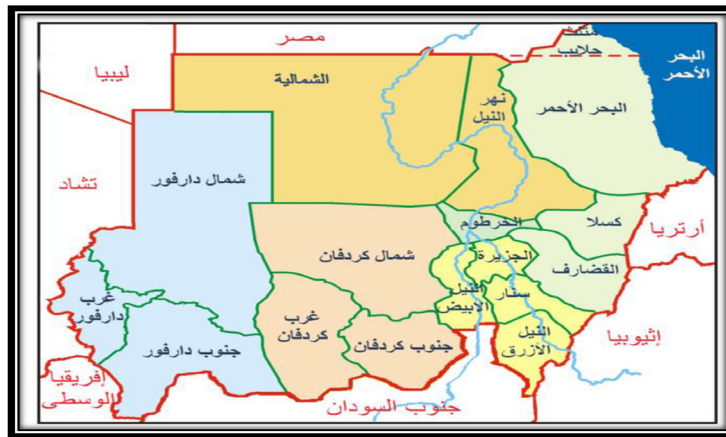 مصر
مثلث
حلايب
البحر
الأحمر
ليبيا
الشمالية
نهر
النيل
البحر الأحمر
تشاد
شمال دارفور
كسلا
أرتريا
الخرطوم
شمال كردفان
الجزيرة
القضارف
غرب
دارفور
النيل
الأبيض
سنار
غرب
كردفان
النيل
الأزرق
إثيوبيا
جنوب دارفور
جنوب كردفان
إفريقيا
الوسطى
جنوب السودان